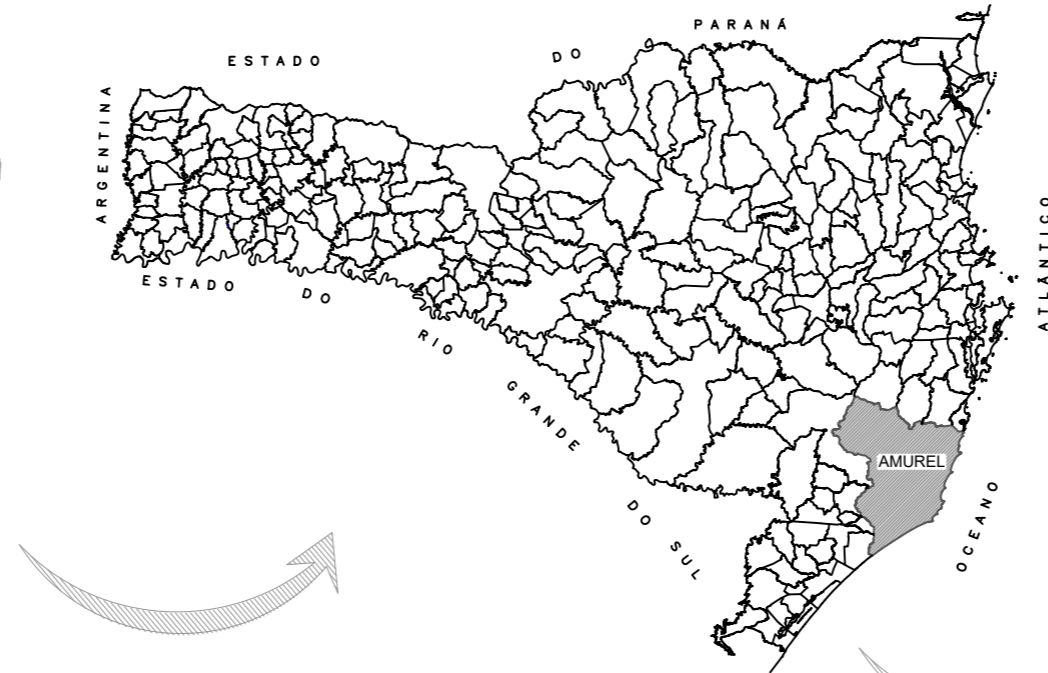 PARANÁ
DO
ESTADO
ARGENTINA
ATLÂNTICO
ESTADO
DO
RIO
GRANDE
AMUREL
DO SUL
OCEANO